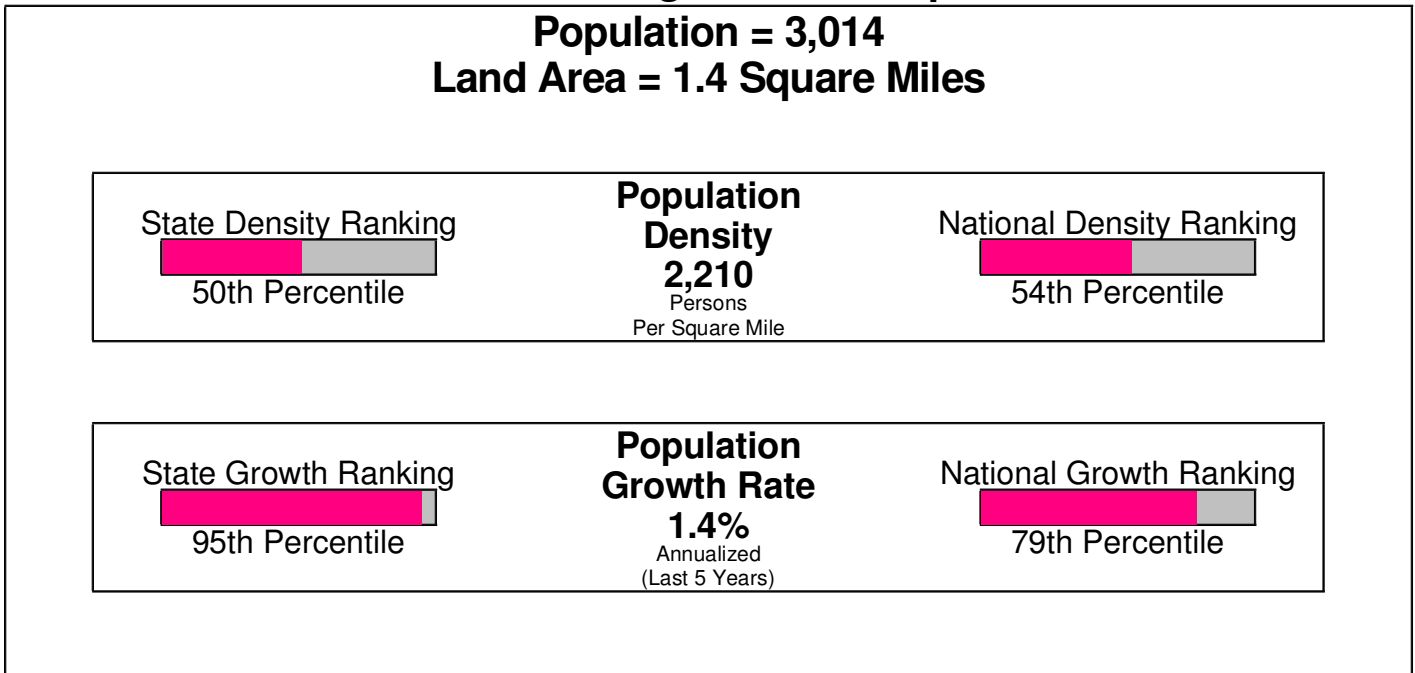 Population = 3,014
Land Area = 1.4 Square Miles
State Density Ranking
50th Percentile
Population
Density
2,210
Persons
Per Square Mile
National Density Ranking
54th Percentile
State Growth Ranking
95th Percentile
Population
Growth Rate
1.4%
Annualized
(Last 5 Years)
National Growth Ranking
79th Percentile